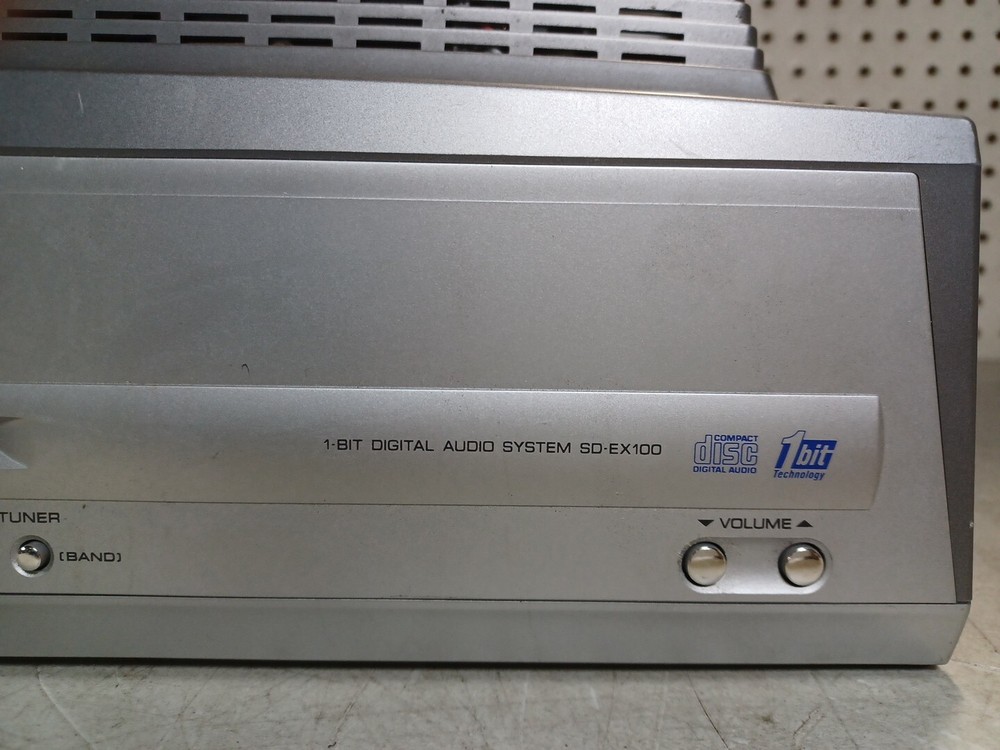 1-BIT DIGITAL AUDIO SYSTEM SD-EX100
COMPACT
disc
DIGITAL AUDIO
1bit
Technology
TUNER
[BAND]
▼ VOLUME ▲